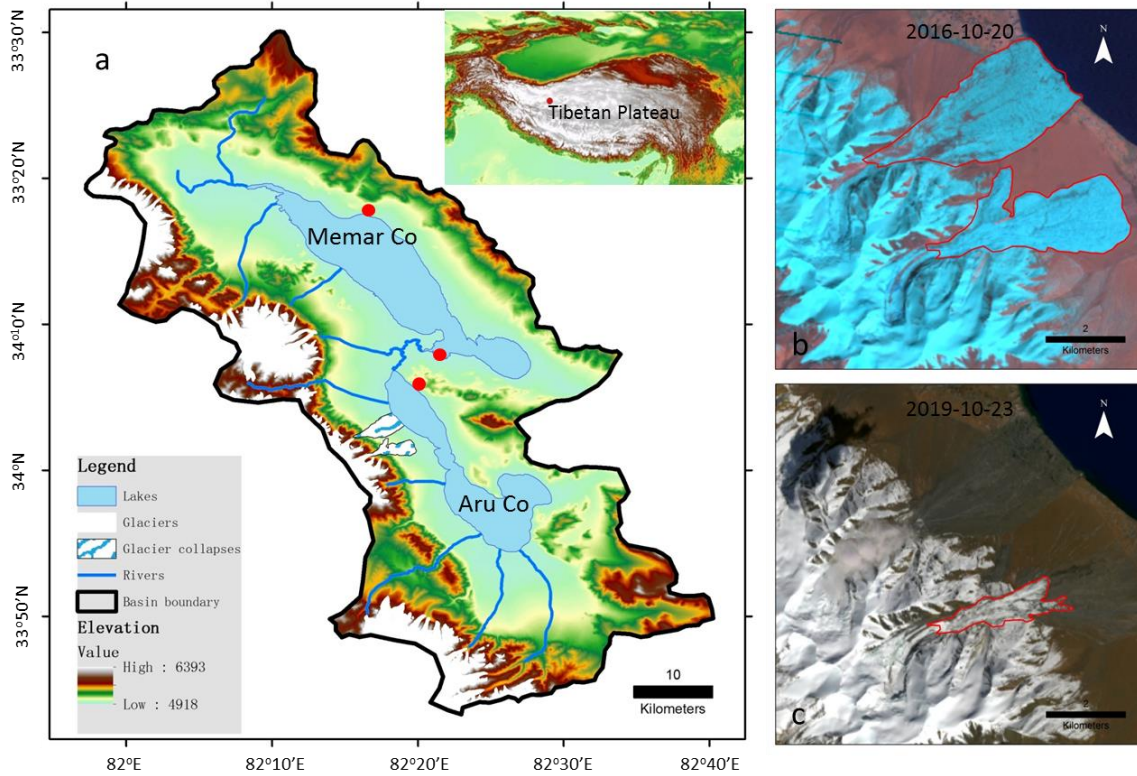 a
Tibetan Plateau
Memar Co
Aru Co
Legend
Lakes
Glaciers
Glacier collapses
Rivers
Basin boundary
Elevation
Value
High : 6393
Low : 4918
10
Kilometers
33°30'N
33°20'N
34°10'N
34°N
33°50'N
82°E
82°10'E
82°20'E
82°30'E
82°40'E
2016-10-20
N
b
2
Kilometers
2019-10-23
N
c
2
Kilometers